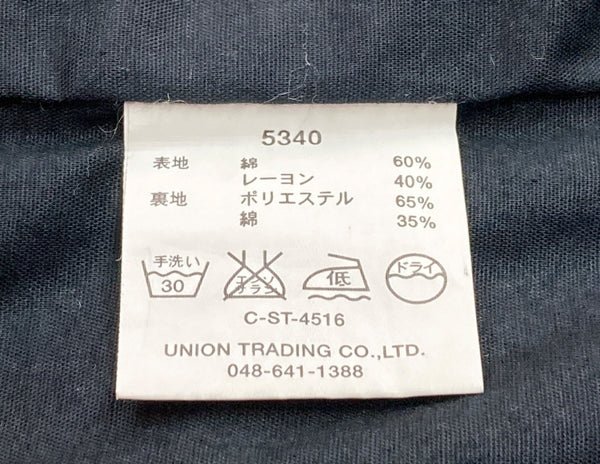 5340
表地 綿 60%
レーヨン 40%
裏地 ポリエステル 65%
綿 35%
手洗い 30 エンソ サラシ 低 ドライ
C-ST-4516
UNION TRADING CO.,LTD.
048-641-1388